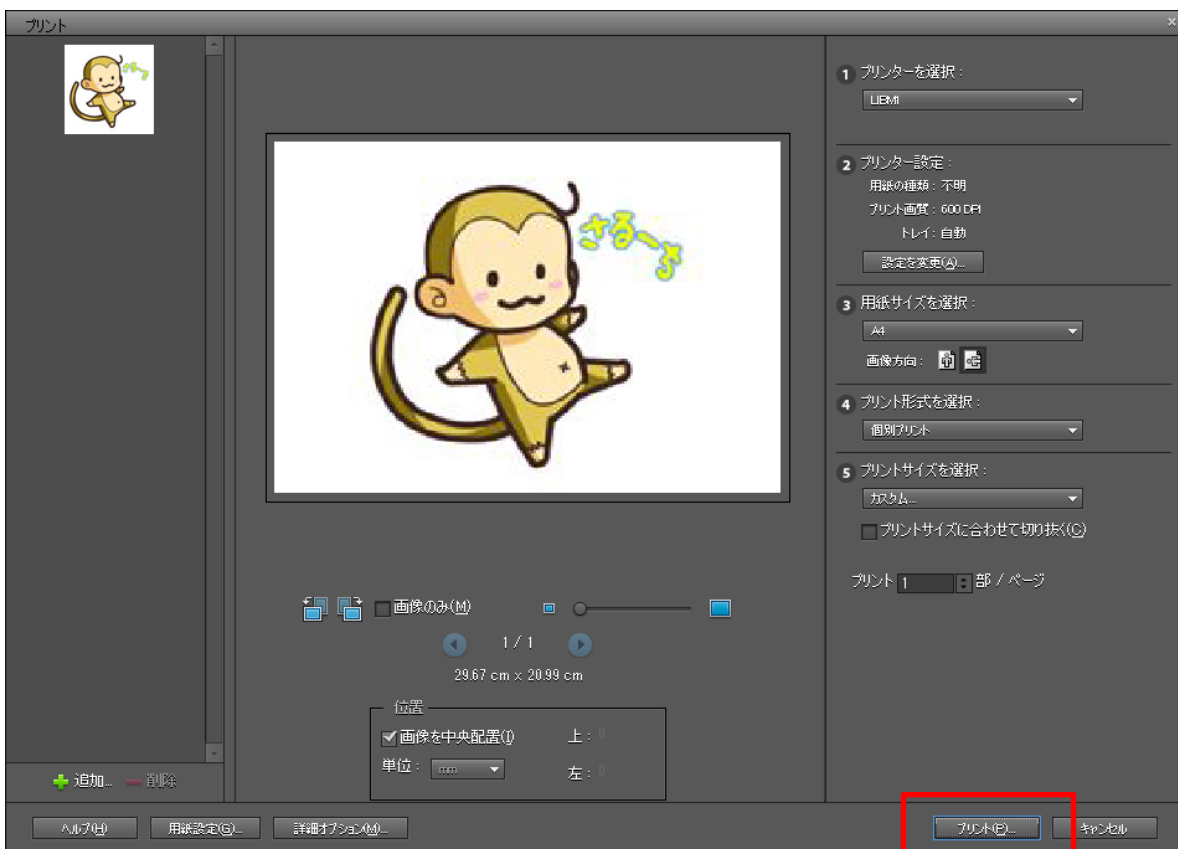 プリント
さる～ち
1 プリンターを選択：
LIEMI
2 プリンター設定：
用紙の種類：不明
プリント画質：600 DPI
トレイ：自動
設定を変更(A)...
3 用紙サイズを選択：
A4
画像方向：
4 プリント形式を選択：
個別プリント
5 プリントサイズを選択：
カスタム...
プリントサイズに合わせて切り抜く(C)
プリント 1 部 / ページ
画像のみ(M)
1 / 1
29.67 cm x 20.99 cm
位置
画像を中央配置(I) 上：0
単位： mm 左：0
追加... 削除
ヘルプ(H) 用紙設定(G)... 詳細オプション(M)... プリント(P)... キャンセル